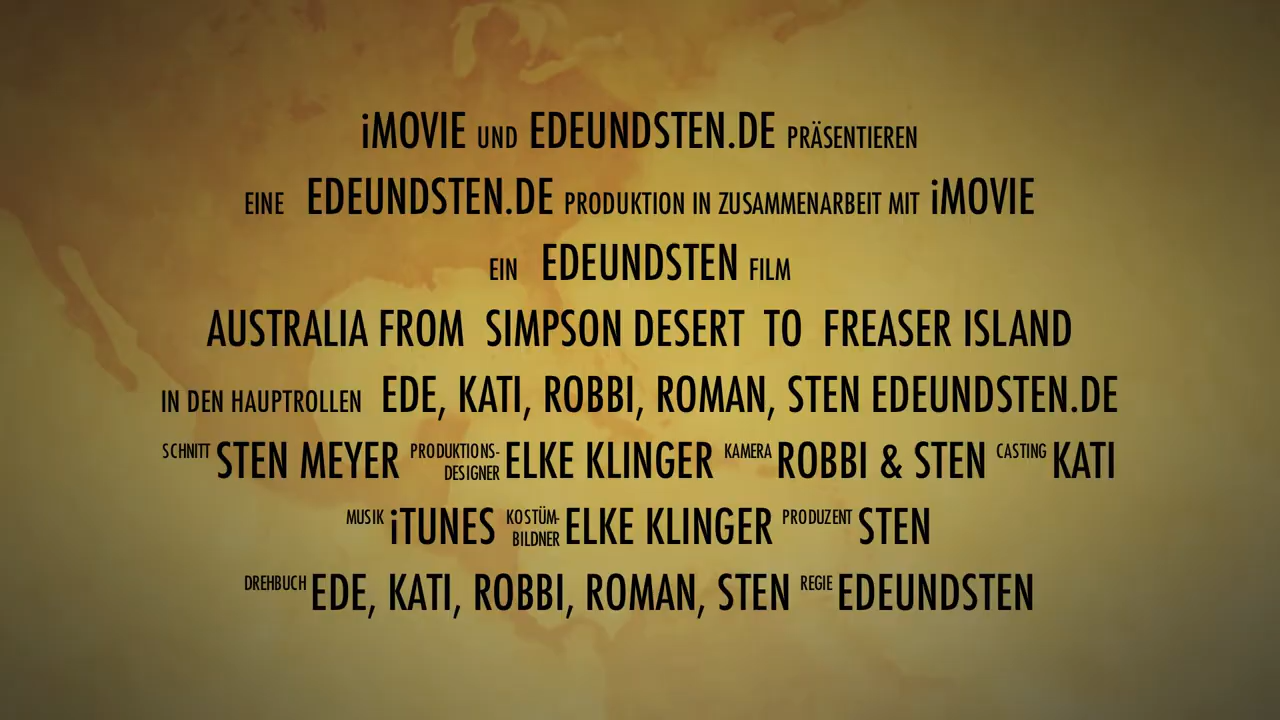 iMOVIE UND EDEUNDSTEN.DE PRÄSENTIEREN
EINE EDEUNDSTEN.DE PRODUKTION IN ZUSAMMENARBEIT MIT iMOVIE
EIN EDEUNDSTEN FILM
AUSTRALIA FROM SIMPSON DESERT TO FREASER ISLAND
IN DEN HAUPTROLLEN EDE, KATI, ROBBI, ROMAN, STEN EDEUNDSTEN.DE
SCHNITT STEN MEYER PRODUKTIONS-DESIGNER ELKE KLINGER KAMERA ROBBI & STEN CASTING KATI
MUSIK iTUNES KOSTÜM-BILDNER ELKE KLINGER PRODUZENT STEN
DREHBUCH EDE, KATI, ROBBI, ROMAN, STEN REGIE EDEUNDSTEN